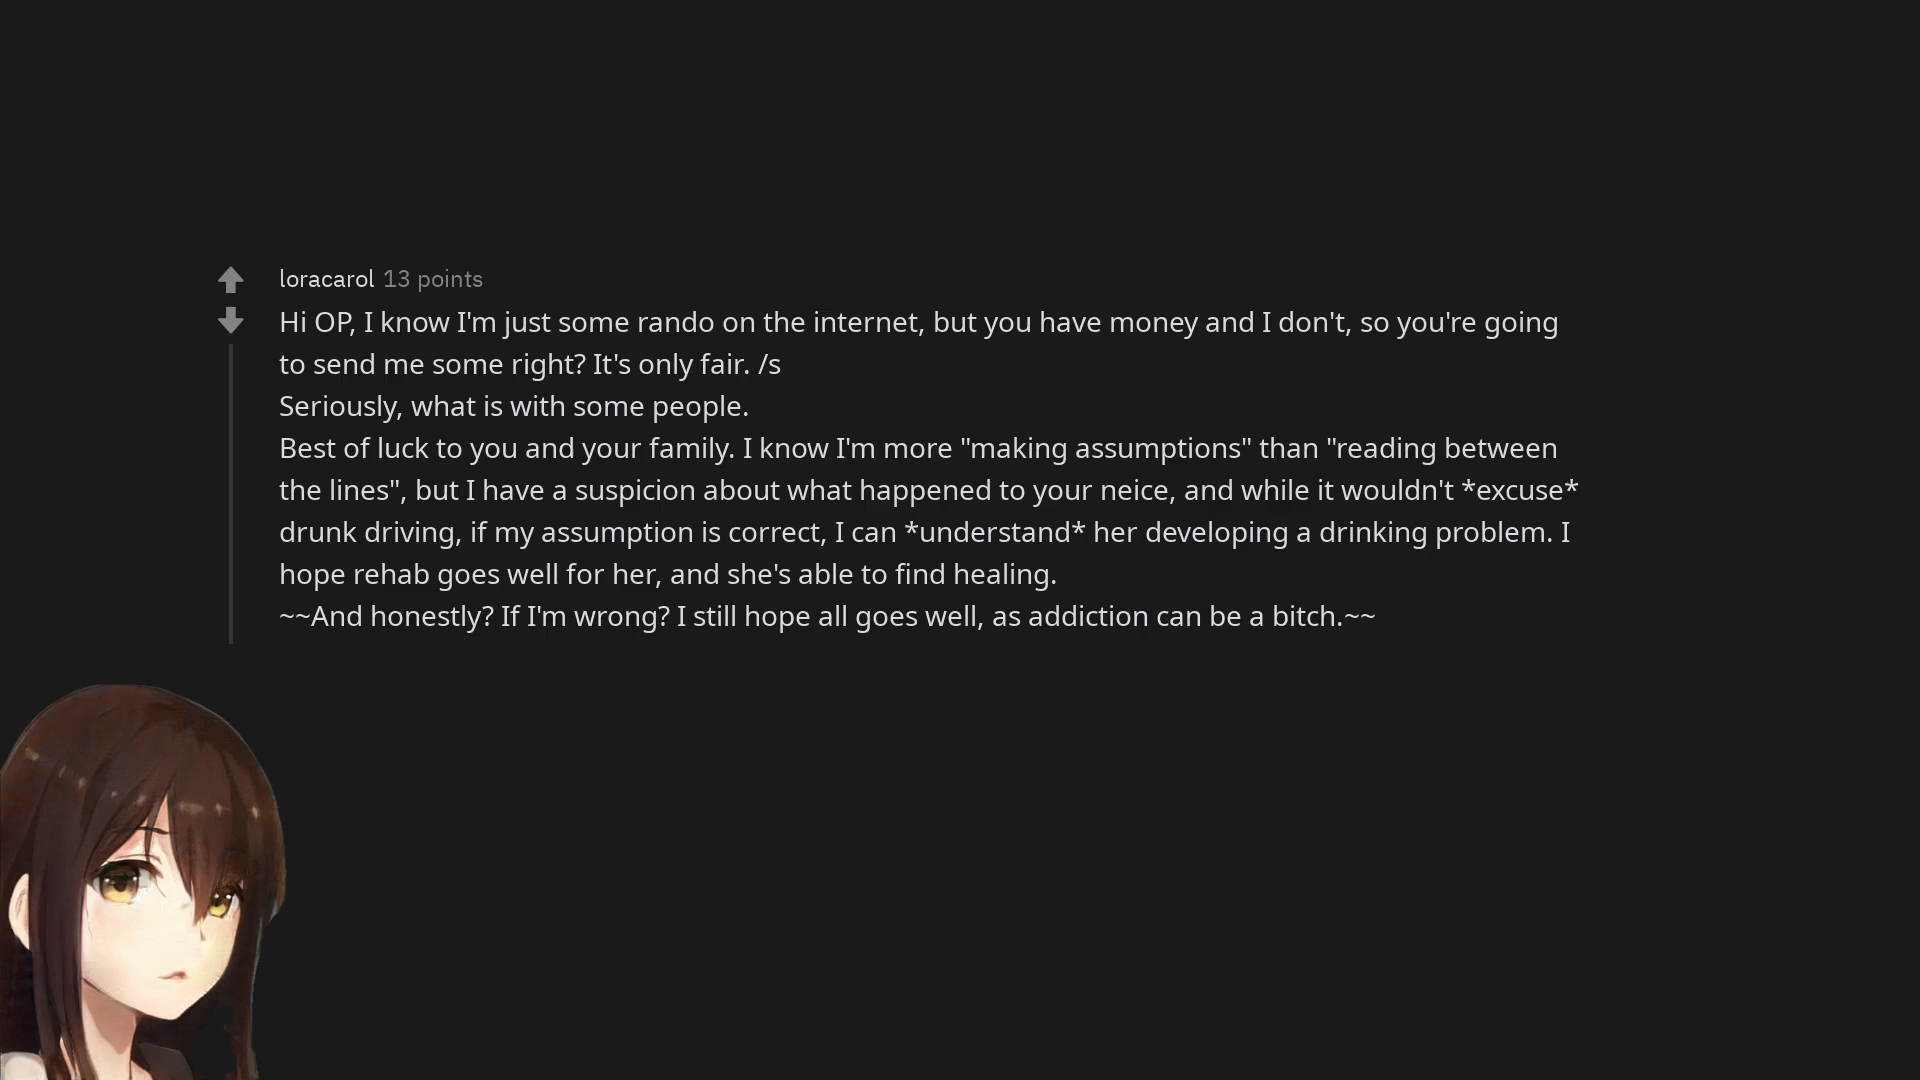 loracarol 13 points
Hi OP, I know I'm just some rando on the internet, but you have money and I don't, so you're going
to send me some right? It's only fair. /s
Seriously, what is with some people.
Best of luck to you and your family. I know I'm more "making assumptions" than "reading between
the lines", but I have a suspicion about what happened to your neice, and while it wouldn't *excuse*
drunk driving, if my assumption is correct, I can *understand* her developing a drinking problem. I
hope rehab goes well for her, and she's able to find healing.
~~And honestly? If I'm wrong? I still hope all goes well, as addiction can be a bitch.~~